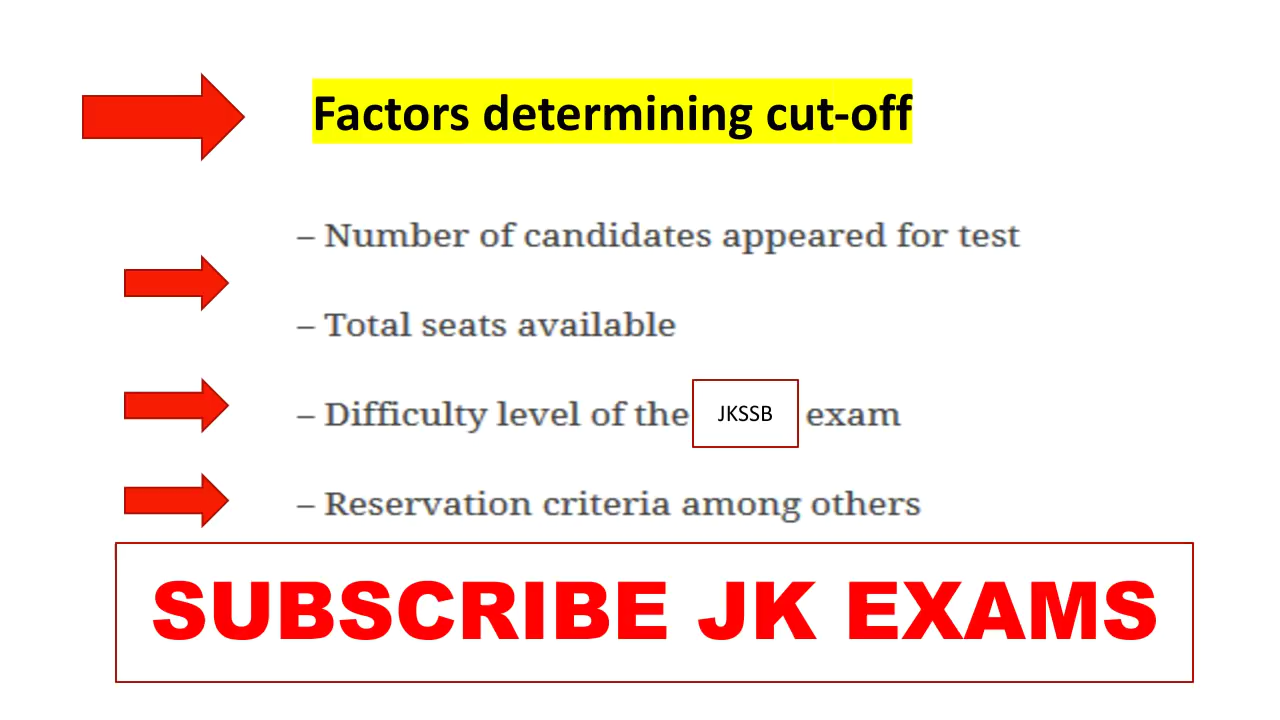 Factors determining cut-off
– Number of candidates appeared for test
– Total seats available
– Difficulty level of the JKSSB exam
– Reservation criteria among others
SUBSCRIBE JK EXAMS